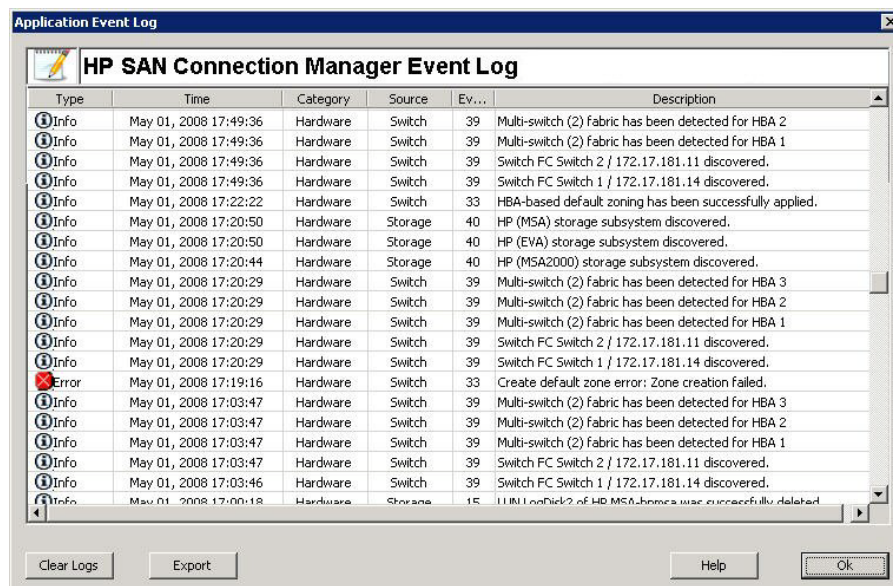 Application Event Log
HP SAN Connection Manager Event Log
Type Time Category Source Ev... Description
Info May 01, 2008 17:49:36 Hardware Switch 39 Multi-switch (2) fabric has been detected for HBA 2
Info May 01, 2008 17:49:36 Hardware Switch 39 Multi-switch (2) fabric has been detected for HBA 1
Info May 01, 2008 17:49:36 Hardware Switch 39 Switch FC Switch 2 / 172.17.181.11 discovered.
Info May 01, 2008 17:49:36 Hardware Switch 39 Switch FC Switch 1 / 172.17.181.14 discovered.
Info May 01, 2008 17:22:22 Hardware Switch 33 HBA-based default zoning has been successfully applied.
Info May 01, 2008 17:20:50 Hardware Storage 40 HP (MSA) storage subsystem discovered.
Info May 01, 2008 17:20:50 Hardware Storage 40 HP (EVA) storage subsystem discovered.
Info May 01, 2008 17:20:44 Hardware Storage 40 HP (MSA2000) storage subsystem discovered.
Info May 01, 2008 17:20:29 Hardware Switch 39 Multi-switch (2) fabric has been detected for HBA 3
Info May 01, 2008 17:20:29 Hardware Switch 39 Multi-switch (2) fabric has been detected for HBA 2
Info May 01, 2008 17:20:29 Hardware Switch 39 Multi-switch (2) fabric has been detected for HBA 1
Info May 01, 2008 17:20:29 Hardware Switch 39 Switch FC Switch 2 / 172.17.181.11 discovered.
Info May 01, 2008 17:20:29 Hardware Switch 39 Switch FC Switch 1 / 172.17.181.14 discovered.
Error May 01, 2008 17:19:16 Hardware Switch 33 Create default zone error: Zone creation failed.
Info May 01, 2008 17:03:47 Hardware Switch 39 Multi-switch (2) fabric has been detected for HBA 3
Info May 01, 2008 17:03:47 Hardware Switch 39 Multi-switch (2) fabric has been detected for HBA 2
Info May 01, 2008 17:03:47 Hardware Switch 39 Multi-switch (2) fabric has been detected for HBA 1
Info May 01, 2008 17:03:47 Hardware Switch 39 Switch FC Switch 2 / 172.17.181.11 discovered.
Info May 01, 2008 17:03:46 Hardware Switch 39 Switch FC Switch 1 / 172.17.181.14 discovered.
Info May 01, 2008 17:00:18 Hardware Storage 15 LUN LogDisk2 of HP MSA-hpmsa was successfully deleted
Clear Logs Export Help Ok